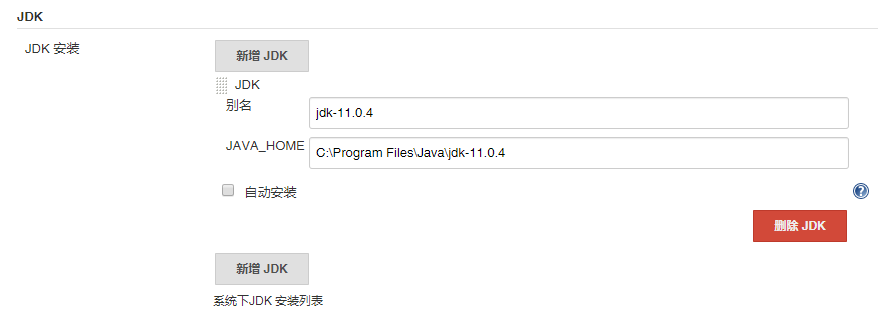 JDK
JDK 安装
新增 JDK
JDK
别名
jdk-11.0.4
JAVA_HOME
C:\Program Files\Java\jdk-11.0.4
自动安装
?
删除 JDK
新增 JDK
系统下JDK 安装列表